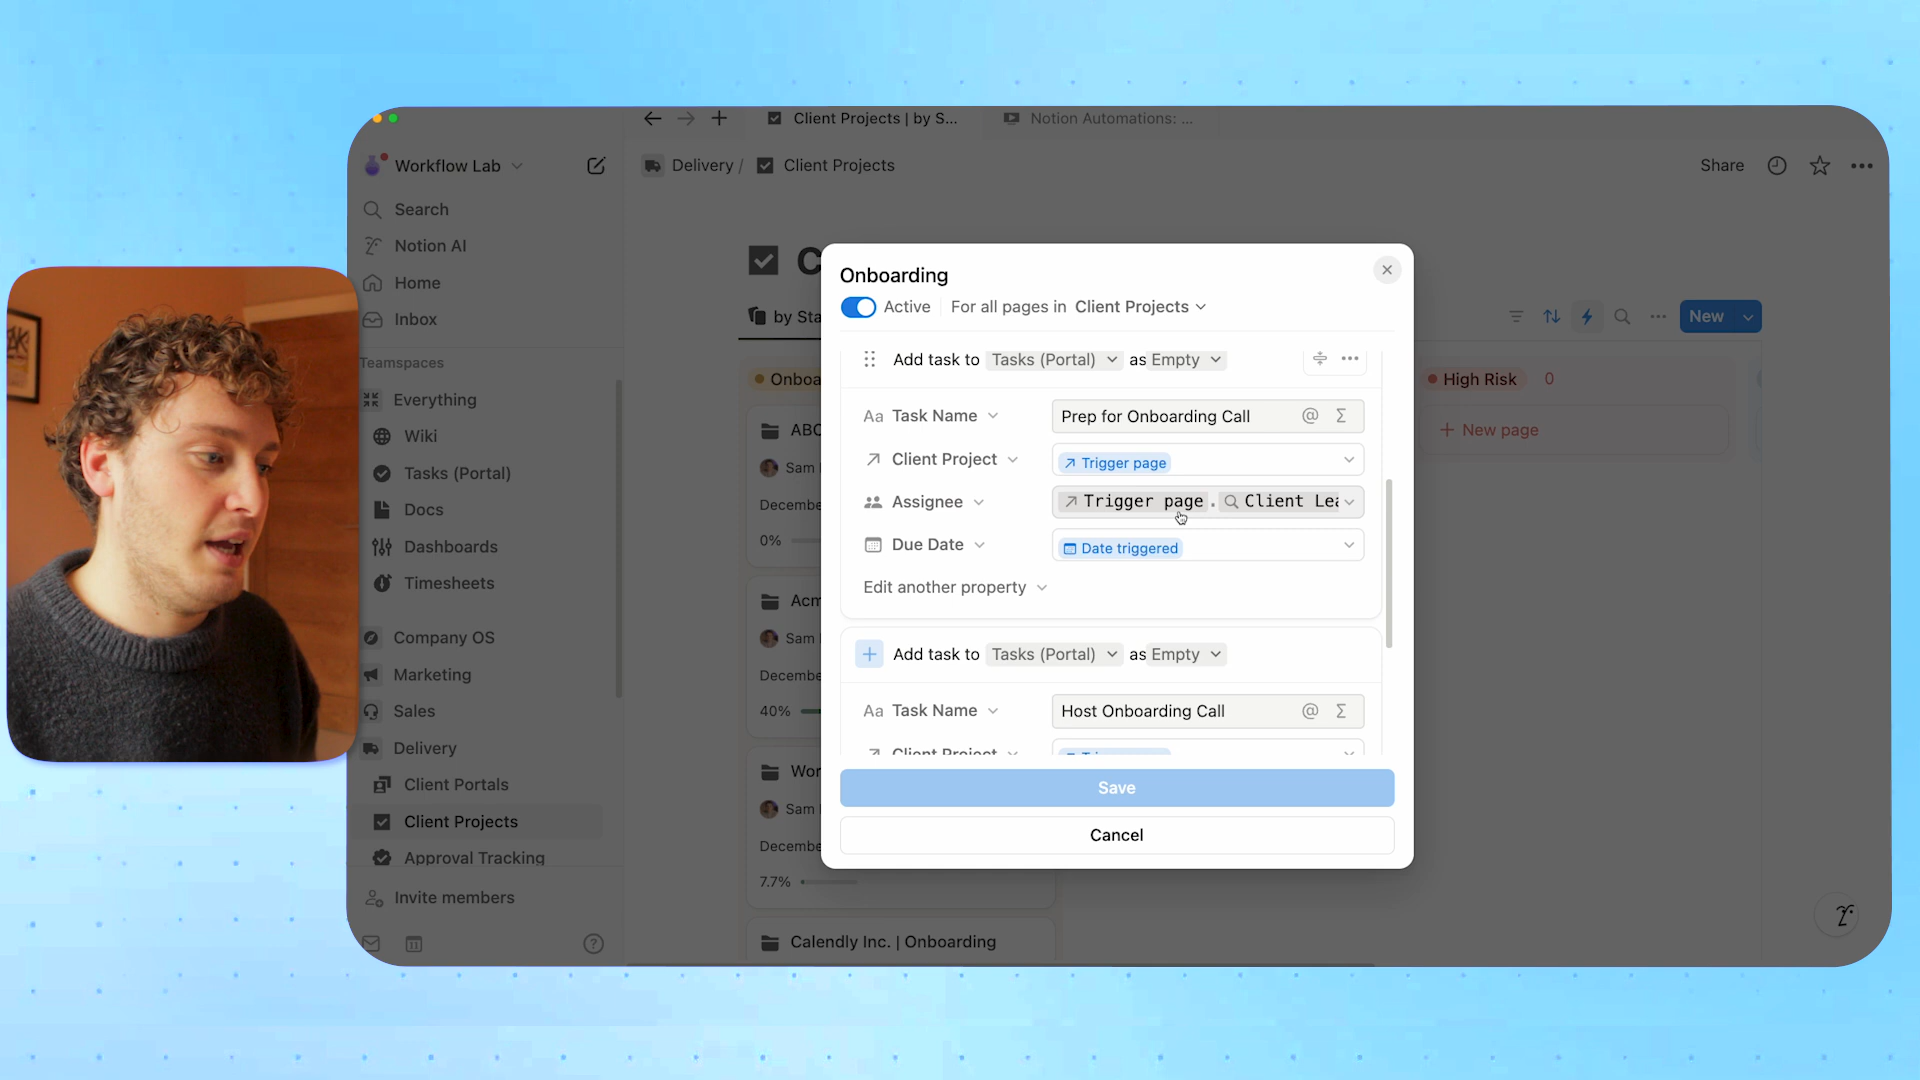 Client Projects | by S...
Notion Automations: ...
Workflow Lab
Delivery / Client Projects
Share
Search
Notion AI
Home
Inbox
Teamspaces
Everything
Wiki
Tasks (Portal)
Docs
Dashboards
Timesheets
Company OS
Marketing
Sales
Delivery
Client Portals
Client Projects
Approval Tracking
Invite members
C
by Sta
New
Onboa
High Risk 0
New page
ABC
Sam
Decembe
0%
Acm
Sam
Decembe
40%
Wor
Sam
Decembe
7.7%
Calendly Inc. | Onboarding
Onboarding
Active For all pages in Client Projects
Add task to Tasks (Portal) as Empty
Aa Task Name Prep for Onboarding Call @ Σ
Client Project Trigger page
Assignee Trigger page . Client Lea
Due Date Date triggered
Edit another property
Add task to Tasks (Portal) as Empty
Aa Task Name Host Onboarding Call @ Σ
Client Project
Save
Cancel